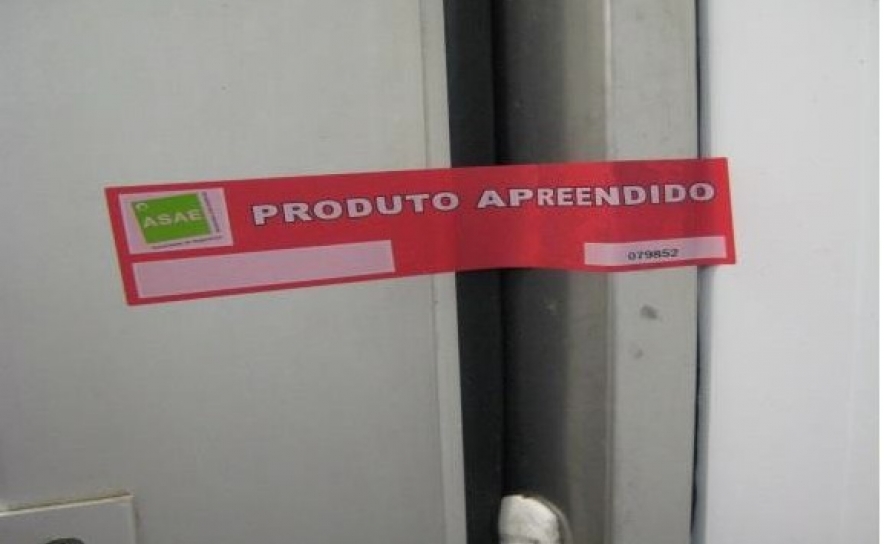 ASAE
PRODUTO APREENDIDO
079852